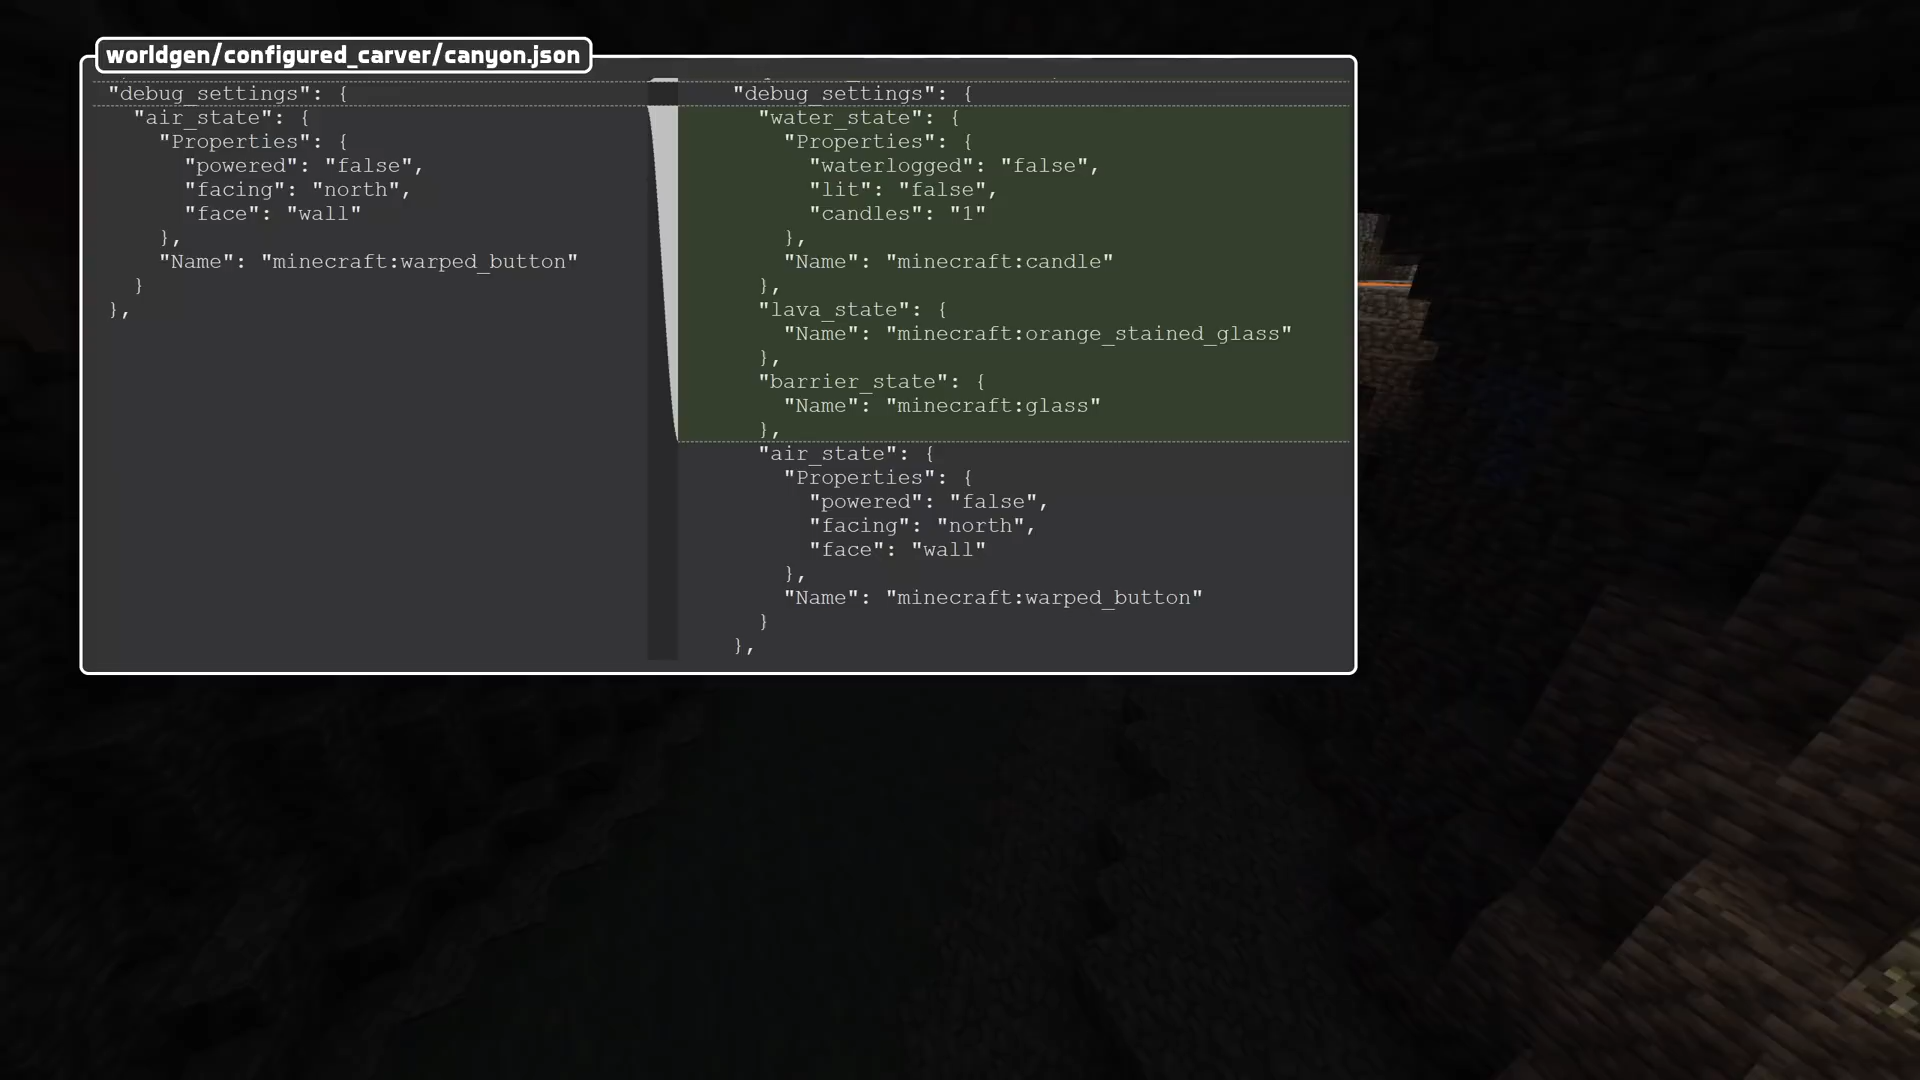 worldgen/configured_carver/canyon.json
"debug_settings": {
"air_state": {
"Properties": {
"powered": "false",
"facing": "north",
"face": "wall"
},
"Name": "minecraft:warped_button"
}
},
"debug_settings": {
"water_state": {
"Properties": {
"waterlogged": "false",
"lit": "false",
"candles": "1"
},
"Name": "minecraft:candle"
},
"lava_state": {
"Name": "minecraft:orange_stained_glass"
},
"barrier_state": {
"Name": "minecraft:glass"
},
"air_state": {
"Properties": {
"powered": "false",
"facing": "north",
"face": "wall"
},
"Name": "minecraft:warped_button"
}
},